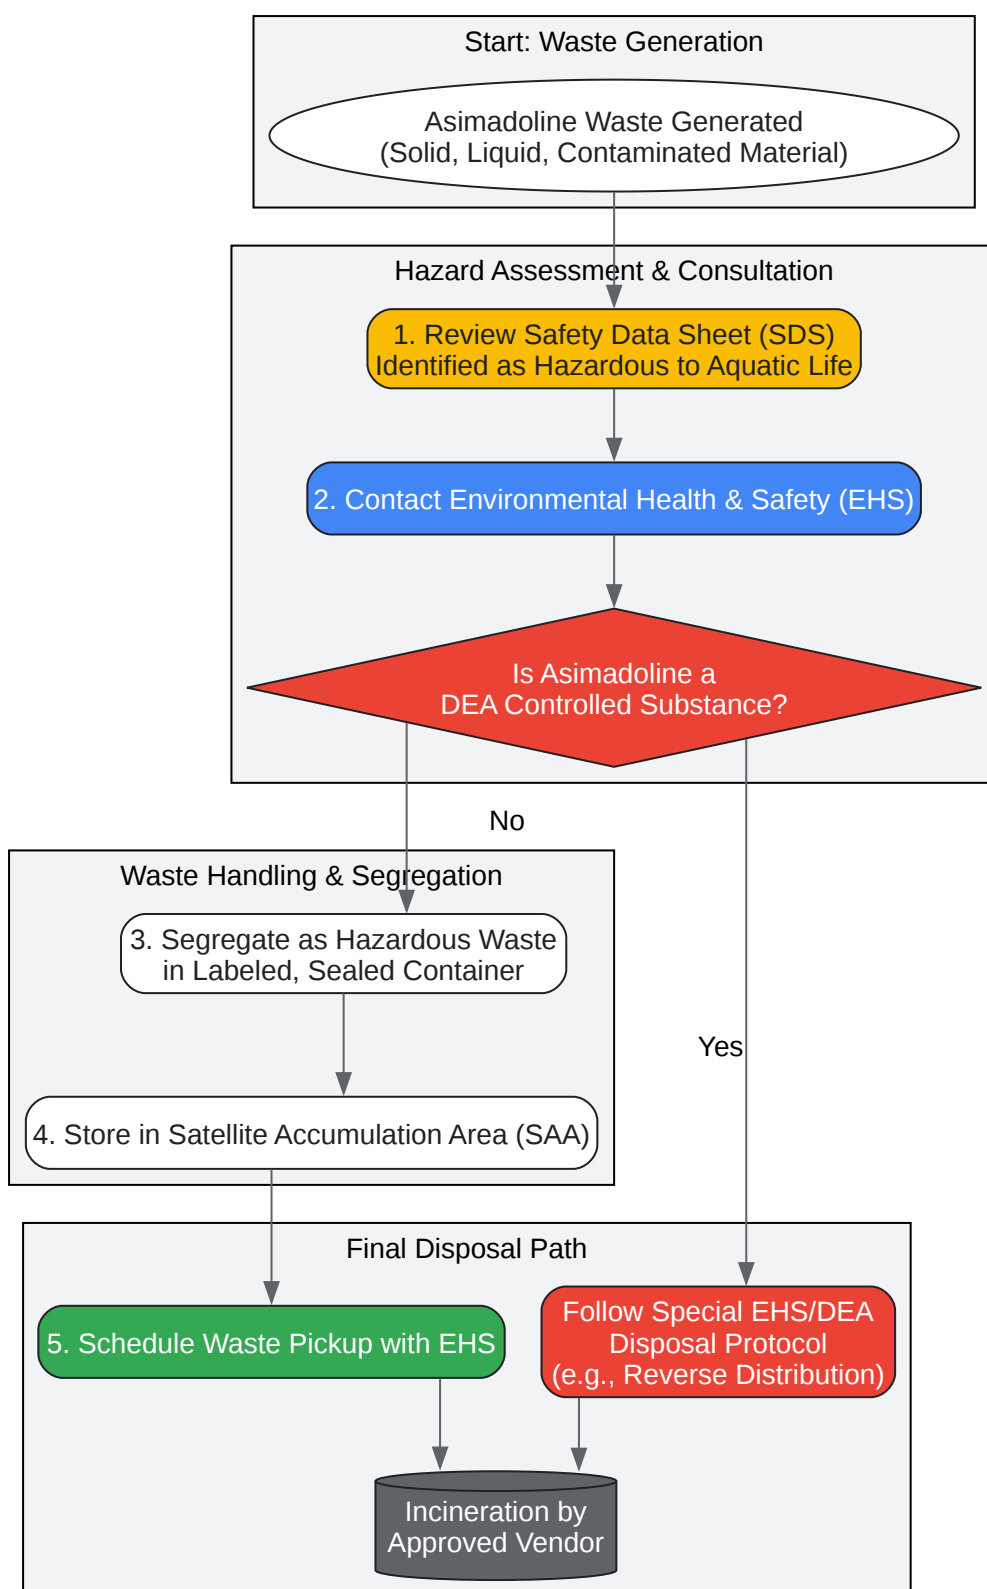 Start: Waste Generation
Asimadoline Waste Generated
(Solid, Liquid, Contaminated Material)
Hazard Assessment & Consultation
1. Review Safety Data Sheet (SDS)
Identified as Hazardous to Aquatic Life
2. Contact Environmental Health & Safety (EHS)
Is Asimadoline a
DEA Controlled Substance?
No
Waste Handling & Segregation
3. Segregate as Hazardous Waste
in Labeled, Sealed Container
Yes
4. Store in Satellite Accumulation Area (SAA)
Final Disposal Path
5. Schedule Waste Pickup with EHS
Follow Special EHS/DEA
Disposal Protocol
(e.g., Reverse Distribution)
Incineration by
Approved Vendor